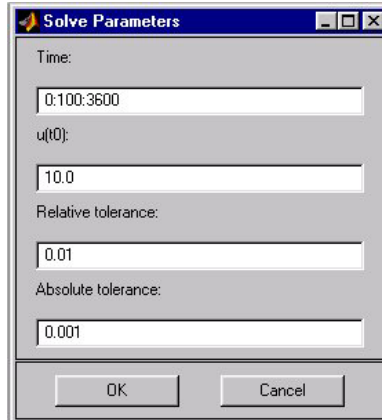 Solve Parameters
Time:
0:100:3600
u(t0):
10.0
Relative tolerance:
0.01
Absolute tolerance:
0.001
OK Cancel